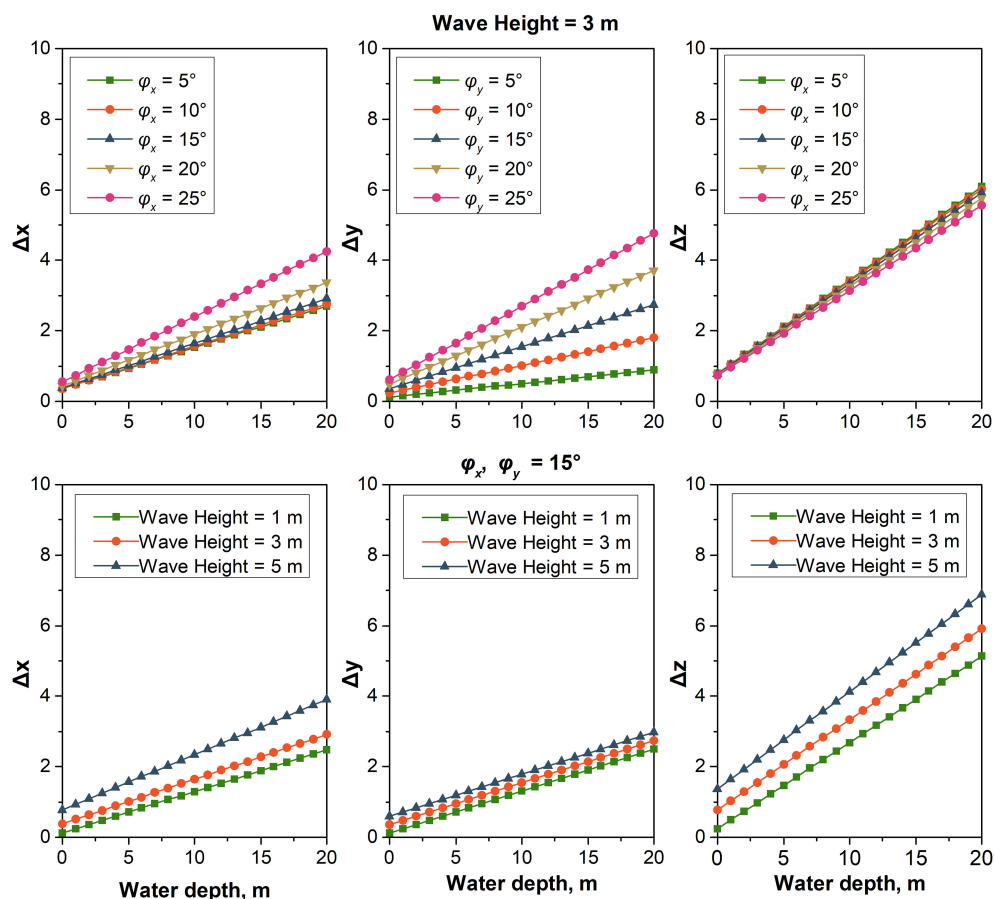 Wave Height = 3 m
10
8
6
4
2
0
0 5 10 15 20
Δx
φx = 5°
φx = 10°
φx = 15°
φx = 20°
φx = 25°
10
8
6
4
2
0
0 5 10 15 20
Δy
φy = 5°
φy = 10°
φy = 15°
φy = 20°
φy = 25°
10
8
6
4
2
0
0 5 10 15 20
Δz
φx = 5°
φx = 10°
φx = 15°
φx = 20°
φx = 25°
φx, φy = 15°
10
8
6
4
2
0
0 5 10 15 20
Δx
Wave Height = 1 m
Wave Height = 3 m
Wave Height = 5 m
Water depth, m
10
8
6
4
2
0
0 5 10 15 20
Δy
Wave Height = 1 m
Wave Height = 3 m
Wave Height = 5 m
Water depth, m
10
8
6
4
2
0
0 5 10 15 20
Δz
Wave Height = 1 m
Wave Height = 3 m
Wave Height = 5 m
Water depth, m